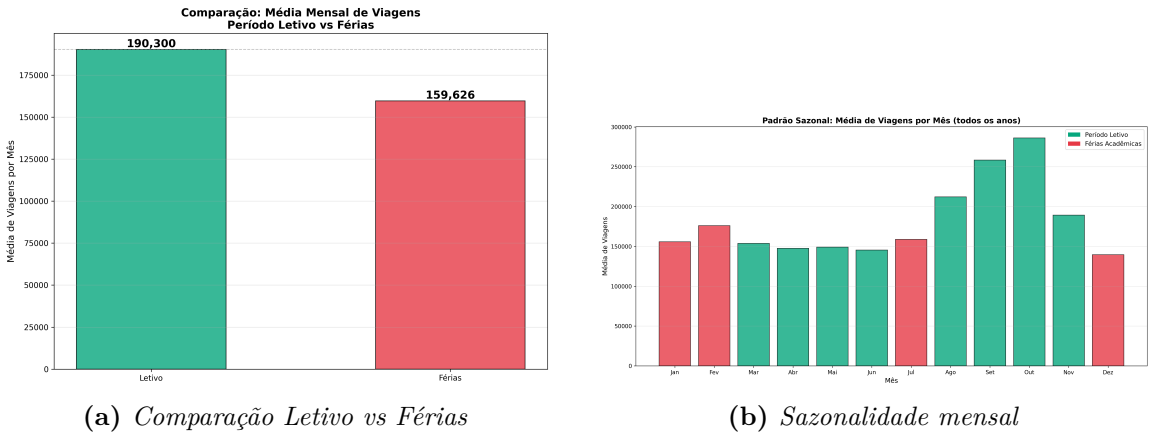 Comparação: Média Mensal de Viagens
Período Letivo vs Férias
190,300
159,626
Média de Viagens por Mês
175000
150000
125000
100000
75000
50000
25000
0
Letivo
Férias
(a) Comparação Letivo vs Férias
Padrão Sazonal: Média de Viagens por Mês (todos os anos)
Período Letivo
Férias Acadêmicas
Média de Viagens
300000
250000
200000
150000
100000
50000
0
Jan Fev Mar Abr Mai Jun Jul Ago Set Out Nov Dez
Mês
(b) Sazonalidade mensal